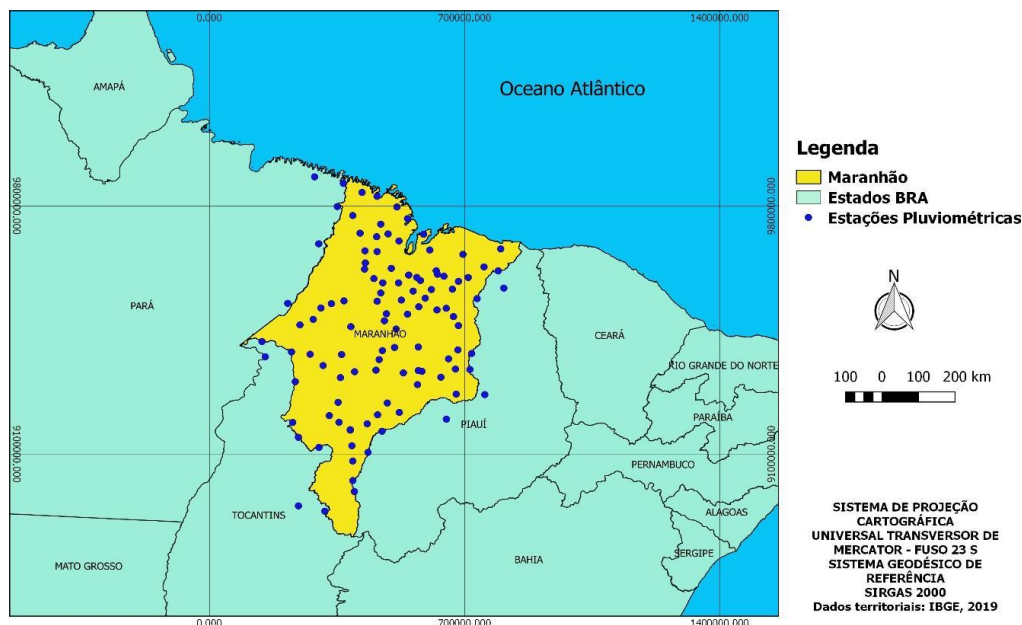 0.000
700000.000
1400000.000
AMAPÁ
Oceano Atlântico
Legenda
Maranhão
Estados BRA
Estações Pluviométricas
9800000.000
9800000.000
N
PARÁ
MARANHÃO
CEARÁ
RIO GRANDE DO NORTE
100 0 100 200 km
PARAÍBA
PIAUÍ
9100000.000
9100000.000
PERNAMBUCO
TOCANTINS
ALAGOAS
SERGIPE
MATO GROSSO
BAHIA
SISTEMA DE PROJEÇÃO
CARTOGRÁFICA
UNIVERSAL TRANSVERSOR DE
MERCATOR - FUSO 23 S
SISTEMA GEODÉSICO DE
REFERÊNCIA
SIRGAS 2000
Dados territoriais: IBGE, 2019
0.000
700000.000
1400000.000